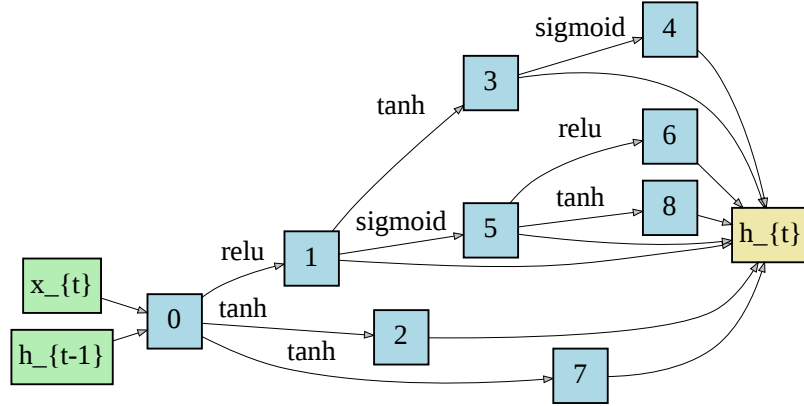 sigmoid
4
3
tanh
relu
6
tanh
8
sigmoid
5
h_{t}
relu
1
x_{t}
tanh
0
2
h_{t-1}
tanh
7